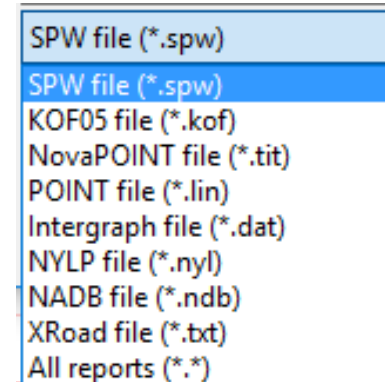 SPW file (*.spw)
SPW file (*.spw)
KOF05 file (*.kof)
NovaPOINT file (*.tit)
POINT file (*.lin)
Intergraph file (*.dat)
NYLP file (*.nyl)
NADB file (*.ndb)
XRoad file (*.txt)
All reports (*.*)